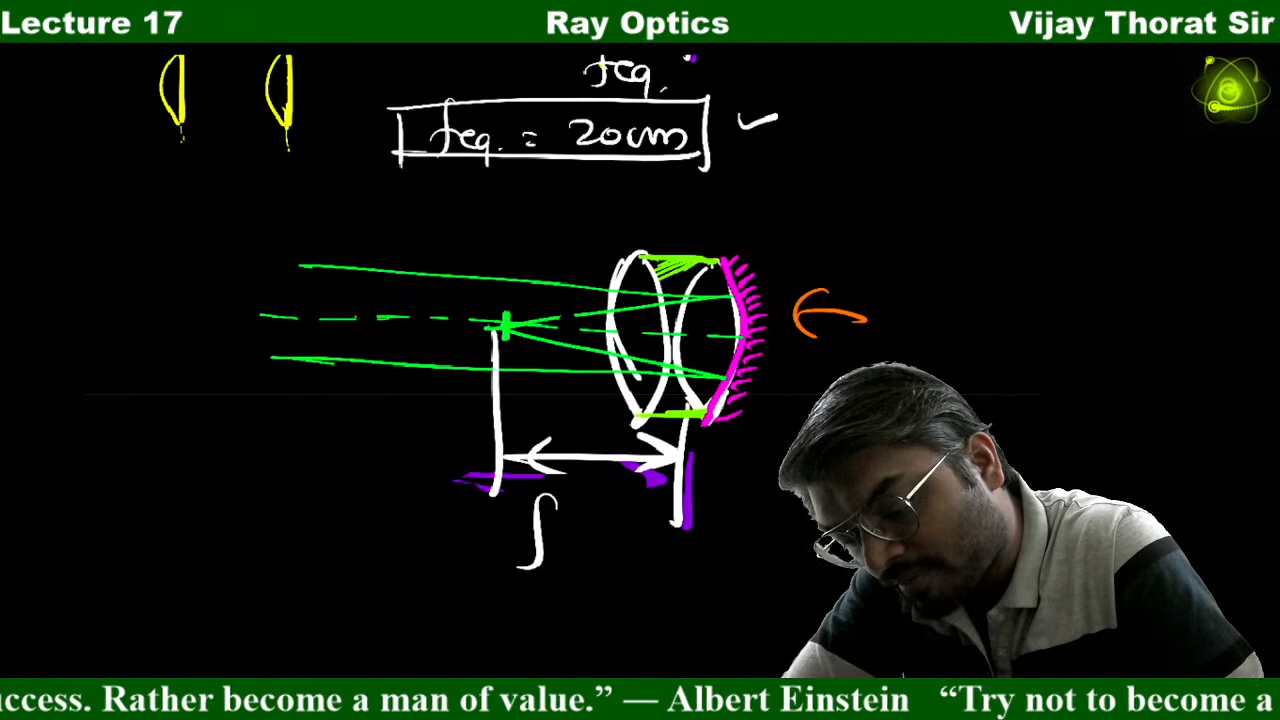 Lecture 17
Ray Optics
Vijay Thorat Sir
feq.
feq. = 20cm
f
uccess. Rather become a man of value.” — Albert Einstein “Try not to become a